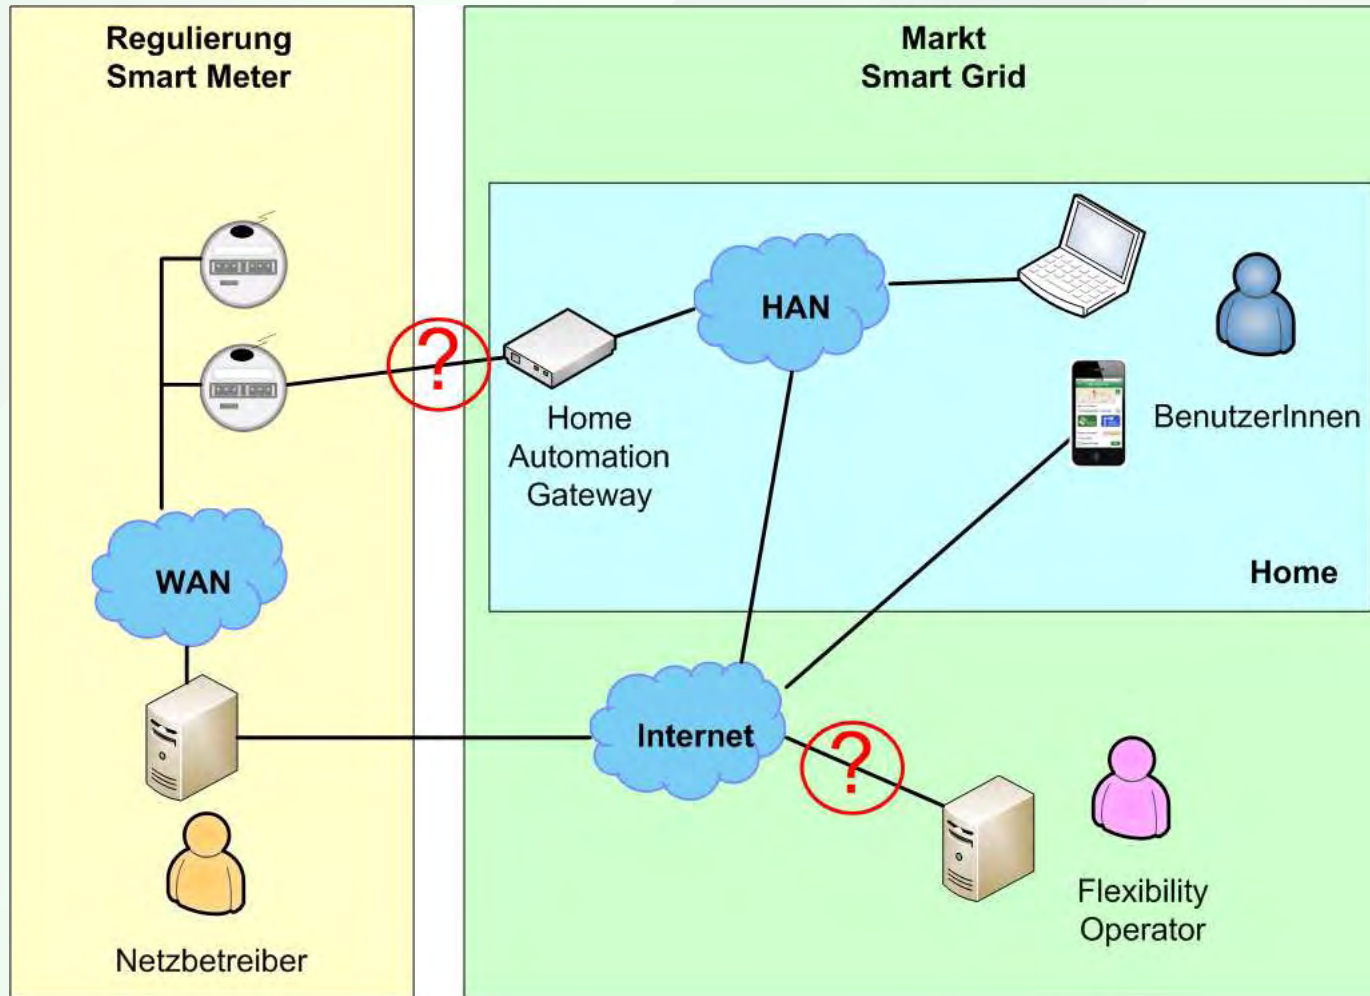 Regulierung
Smart Meter
Markt
Smart Grid
HAN
?
Home
Automation
Gateway
BenutzerInnen
WAN
Home
Internet
?
Netzbetreiber
Flexibility
Operator